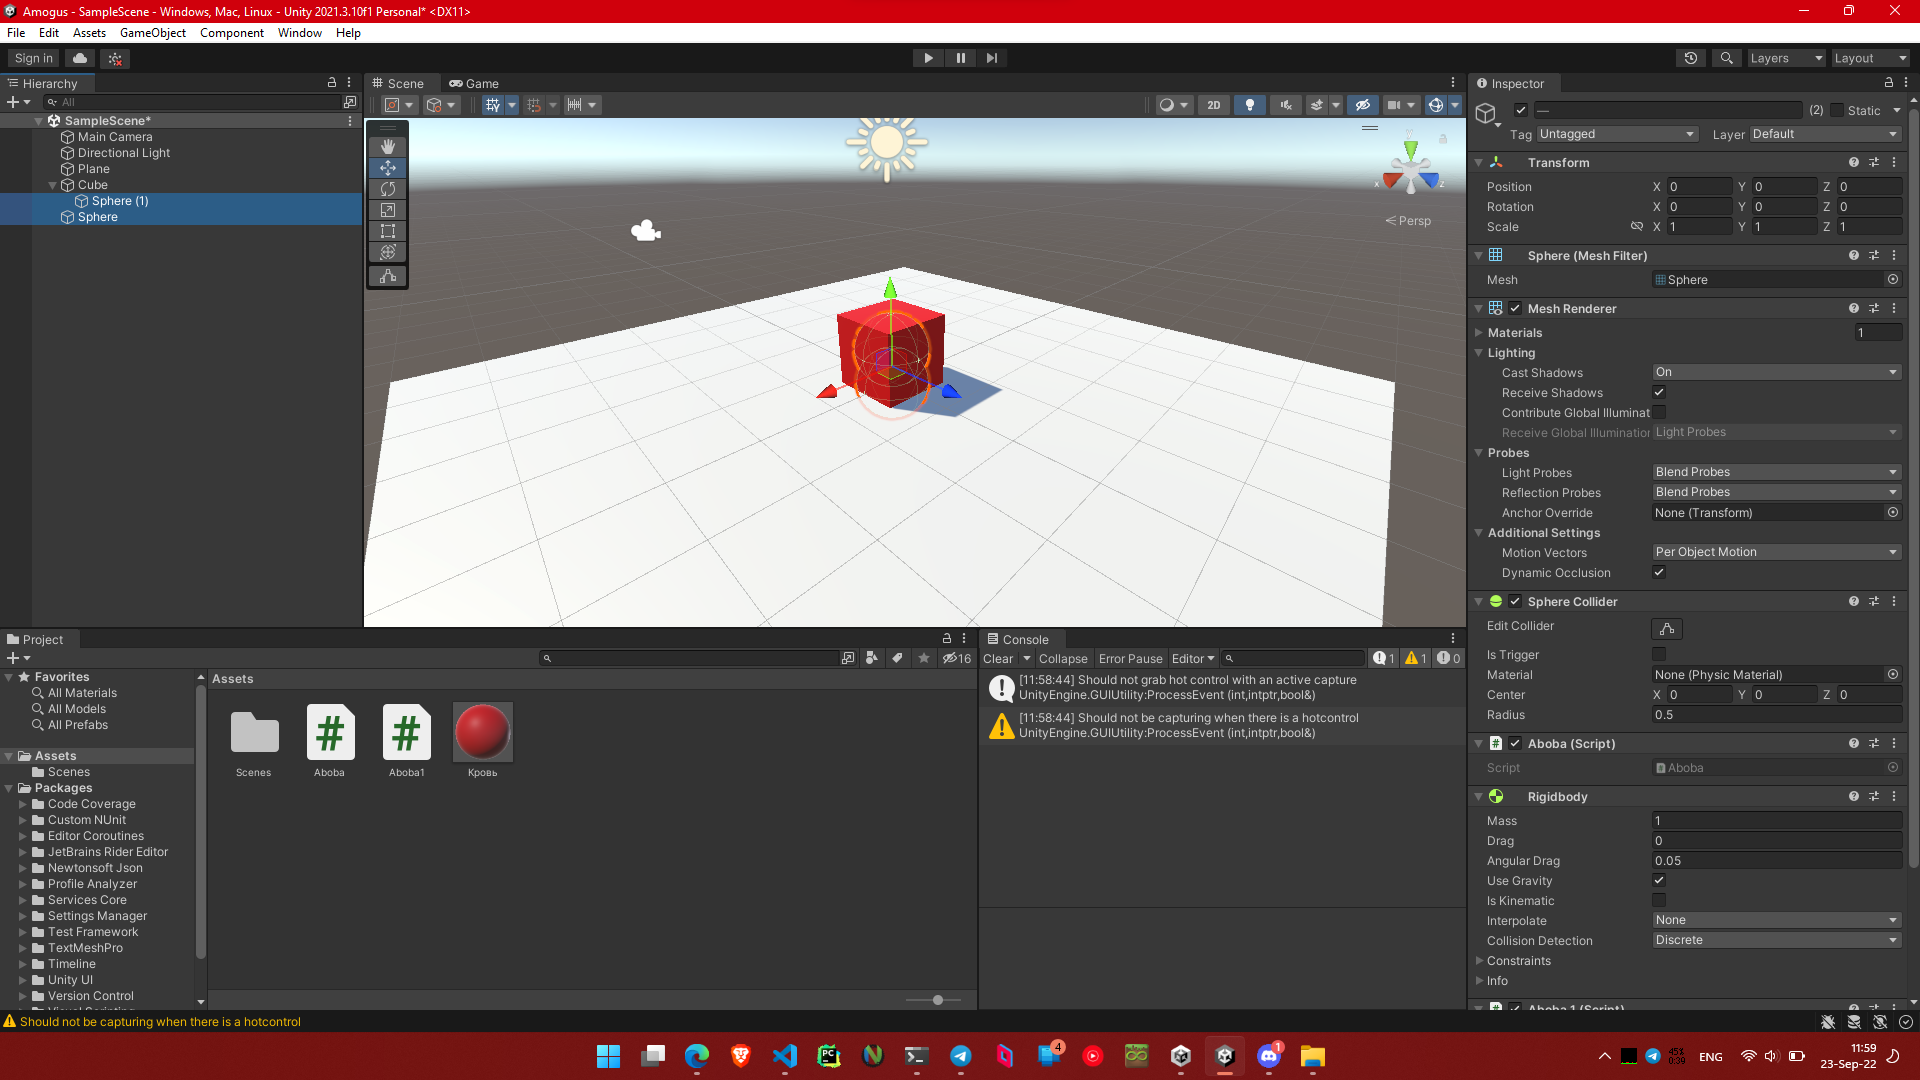 Amogus - SampleScene - Windows, Mac, Linux - Unity 2021.3.10f1 Personal* <DX11>
File Edit Assets GameObject Component Window Help
Sign in
Layers
Layout
Hierarchy
All
SampleScene*
Main Camera
Directional Light
Plane
Cube
Sphere (1)
Sphere
Scene
Game
2D
y
x
z
Persp
Inspector
—
(2)
Static
Tag Untagged
Layer Default
Transform
Position X 0 Y 0 Z 0
Rotation X 0 Y 0 Z 0
Scale X 1 Y 1 Z 1
Sphere (Mesh Filter)
Mesh Sphere
Mesh Renderer
Materials 1
Lighting
Cast Shadows On
Receive Shadows
Contribute Global Illuminat
Receive Global Illumination Light Probes
Probes
Light Probes Blend Probes
Reflection Probes Blend Probes
Anchor Override None (Transform)
Additional Settings
Motion Vectors Per Object Motion
Dynamic Occlusion
Sphere Collider
Edit Collider
Is Trigger
Material None (Physic Material)
Center X 0 Y 0 Z 0
Radius 0.5
Aboba (Script)
Script Aboba
Rigidbody
Mass 1
Drag 0
Angular Drag 0.05
Use Gravity
Is Kinematic
Interpolate None
Collision Detection Discrete
Constraints
Info
Aboba 1 (Script)
Project
16
Favorites
All Materials
All Models
All Prefabs
Assets
Scenes
Packages
Code Coverage
Custom NUnit
Editor Coroutines
JetBrains Rider Editor
Newtonsoft Json
Profile Analyzer
Services Core
Settings Manager
Test Framework
TextMeshPro
Timeline
Unity UI
Version Control
Assets
Scenes
Aboba
Aboba1
Кровь
Console
Clear Collapse Error Pause Editor
1 1 0
[11:58:44] Should not grab hot control with an active capture
UnityEngine.GUIUtility:ProcessEvent (int,intptr,bool&)
[11:58:44] Should not be capturing when there is a hotcontrol
UnityEngine.GUIUtility:ProcessEvent (int,intptr,bool&)
Should not be capturing when there is a hotcontrol
PC
4
1
45%
0:39
ENG
11:59
23-Sep-22